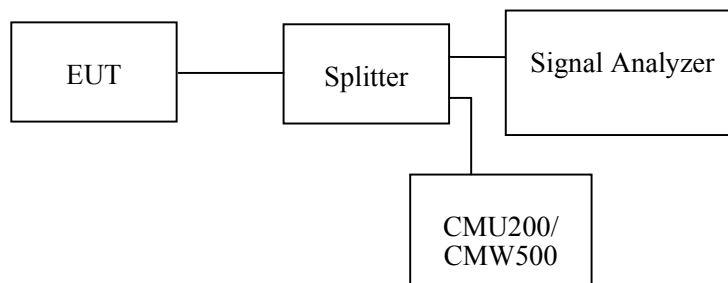 EUT
Splitter
Signal Analyzer
CMU200/
CMW500